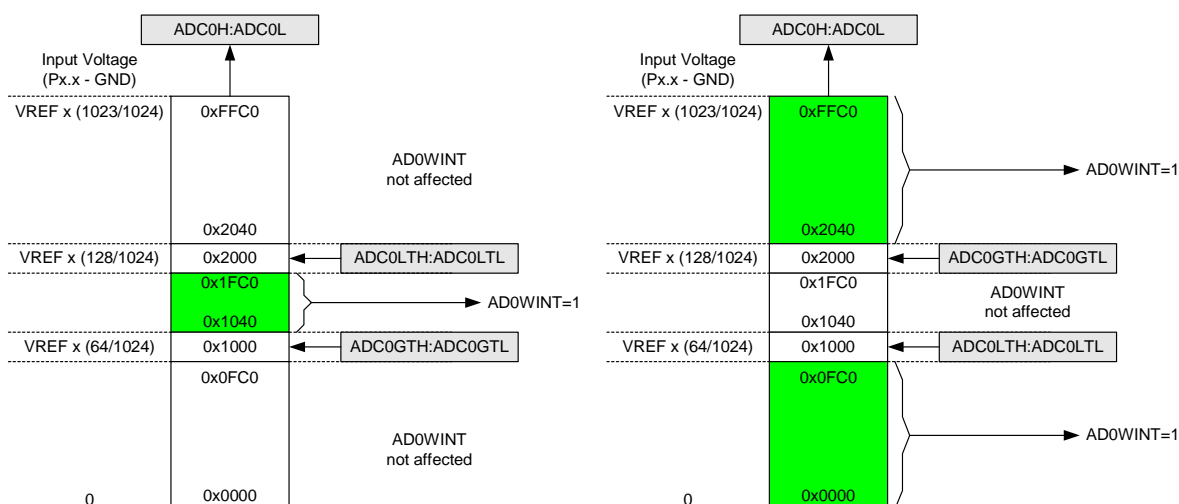 ADC0H:ADC0L
Input Voltage
(Px.x - GND)
VREF x (1023/1024)
0xFFC0
AD0WINT
not affected
0x2040
VREF x (128/1024)
0x2000
ADC0LTH:ADC0LTL
0x1FC0
AD0WINT=1
0x1040
VREF x (64/1024)
0x1000
ADC0GTH:ADC0GTL
0x0FC0
AD0WINT
not affected
0
0x0000
ADC0H:ADC0L
Input Voltage
(Px.x - GND)
VREF x (1023/1024)
0xFFC0
AD0WINT=1
0x2040
VREF x (128/1024)
0x2000
ADC0GTH:ADC0GTL
0x1FC0
AD0WINT
not affected
0x1040
VREF x (64/1024)
0x1000
ADC0LTH:ADC0LTL
0x0FC0
AD0WINT=1
0
0x0000